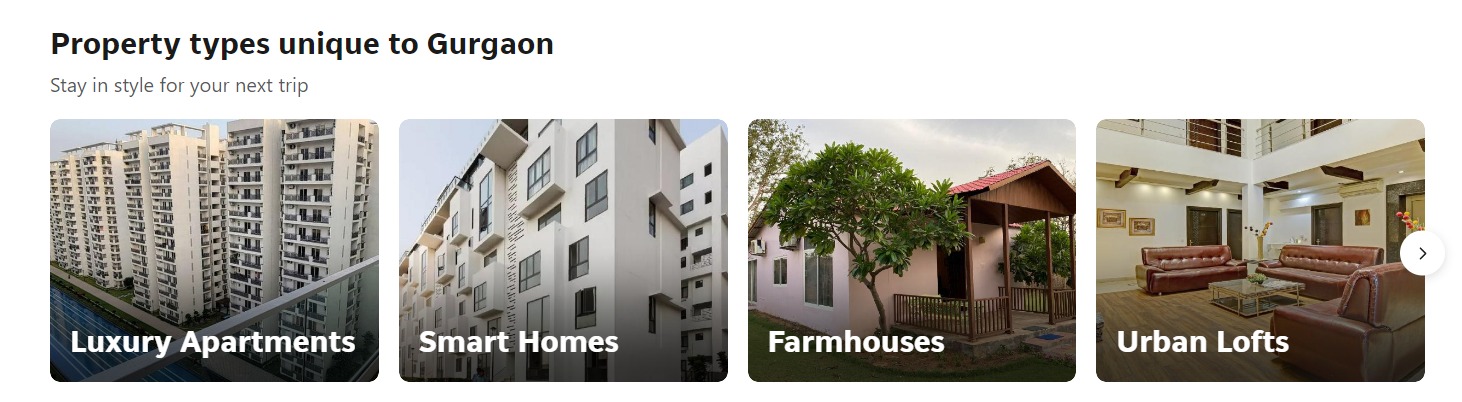 Property types unique to Gurgaon
Stay in style for your next trip
Luxury Apartments
Smart Homes
Farmhouses
Urban Lofts